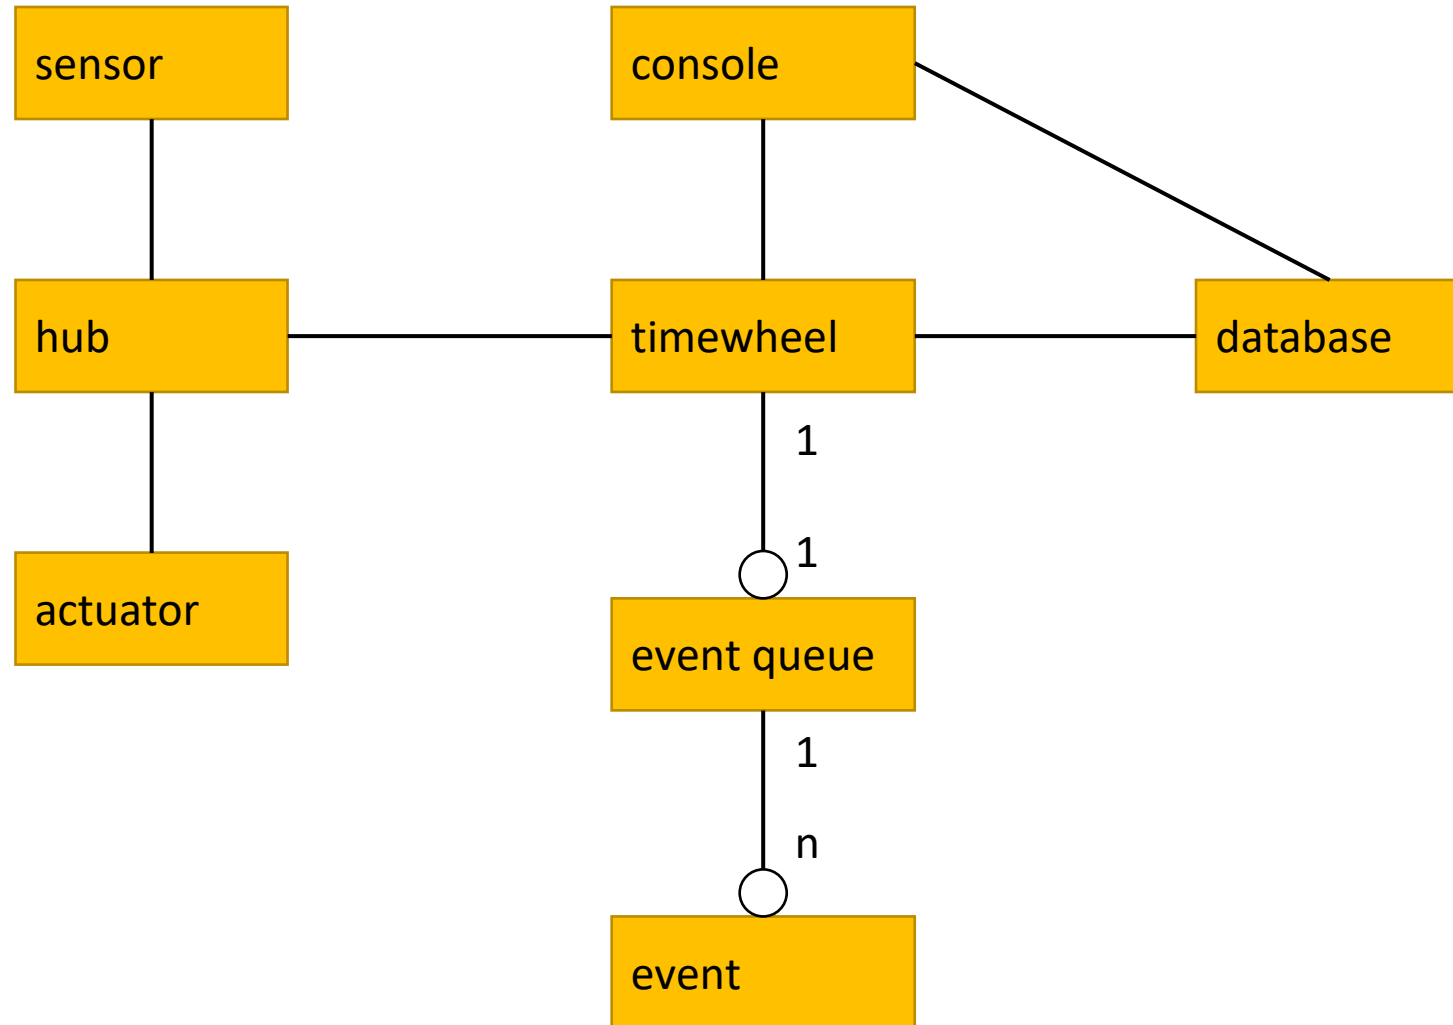 sensor
console
hub
timewheel
database
1
1
actuator
event queue
1
n
event